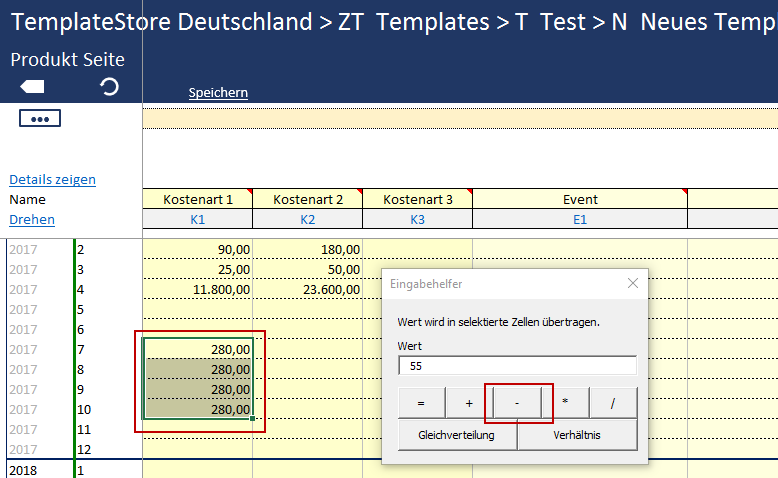 TemplateStore Deutschland > ZT Templates > T Test > N Neues Temp
Produkt Seite
Speichern
•••
Details zeigen
Name Kostenart 1 Kostenart 2 Kostenart 3 Event
Drehen K1 K2 K3 E1
2017 2 90,00 180,00
2017 3 25,00 50,00
2017 4 11.800,00 23.600,00
2017 5
2017 6
2017 7 280,00
2017 8 280,00
2017 9 280,00
2017 10 280,00
2017 11
2017 12
2018 1
Eingabehelfer
Wert wird in selektierte Zellen übertragen.
Wert
55
= + - * /
Gleichverteilung Verhältnis